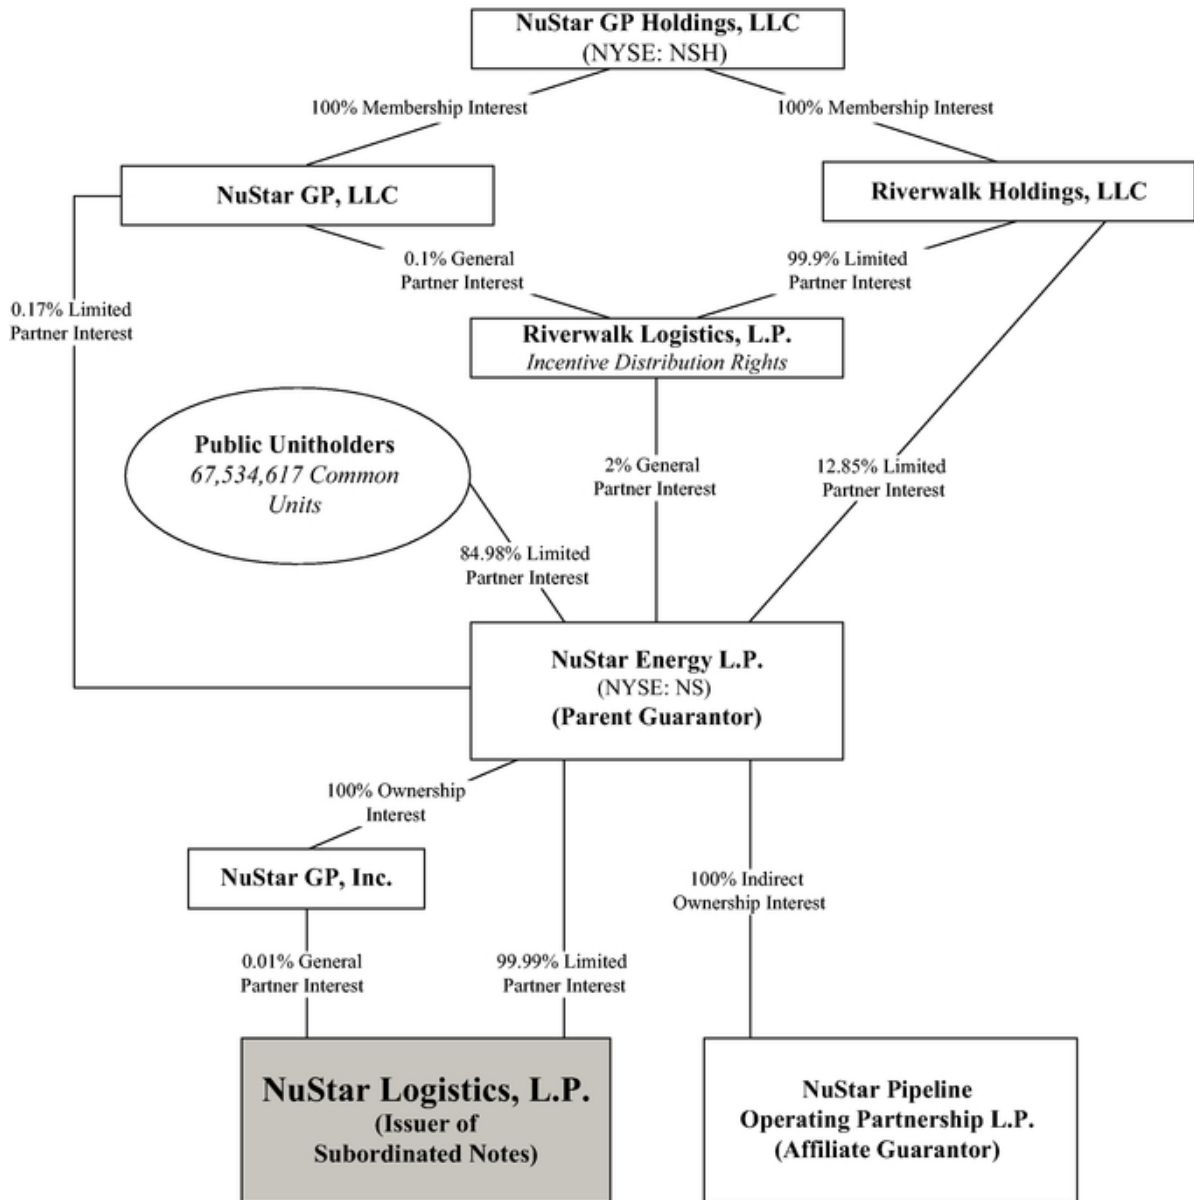 NuStar GP Holdings, LLC
(NYSE: NSH)
100% Membership Interest
100% Membership Interest
NuStar GP, LLC
Riverwalk Holdings, LLC
0.1% General
Partner Interest
99.9% Limited
Partner Interest
0.17% Limited
Partner Interest
Riverwalk Logistics, L.P.
Incentive Distribution Rights
Public Unitholders
67,534,617 Common
Units
2% General
Partner Interest
12.85% Limited
Partner Interest
84.98% Limited
Partner Interest
NuStar Energy L.P.
(NYSE: NS)
(Parent Guarantor)
100% Ownership
Interest
NuStar GP, Inc.
100% Indirect
Ownership Interest
0.01% General
Partner Interest
99.99% Limited
Partner Interest
NuStar Logistics, L.P.
(Issuer of
Subordinated Notes)
NuStar Pipeline
Operating Partnership L.P.
(Affiliate Guarantor)